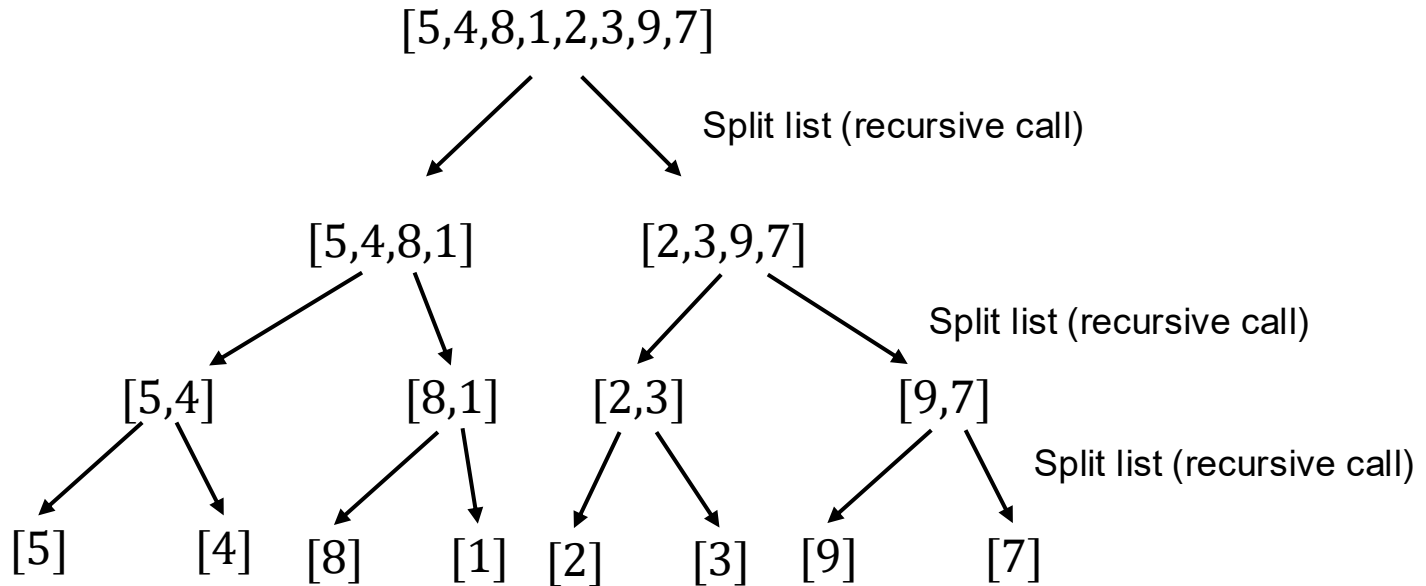 [5,4,8,1,2,3,9,7]
Split list (recursive call)
[5,4,8,1] [2,3,9,7]
Split list (recursive call)
[5,4] [8,1] [2,3] [9,7]
Split list (recursive call)
[5] [4] [8] [1] [2] [3] [9] [7]